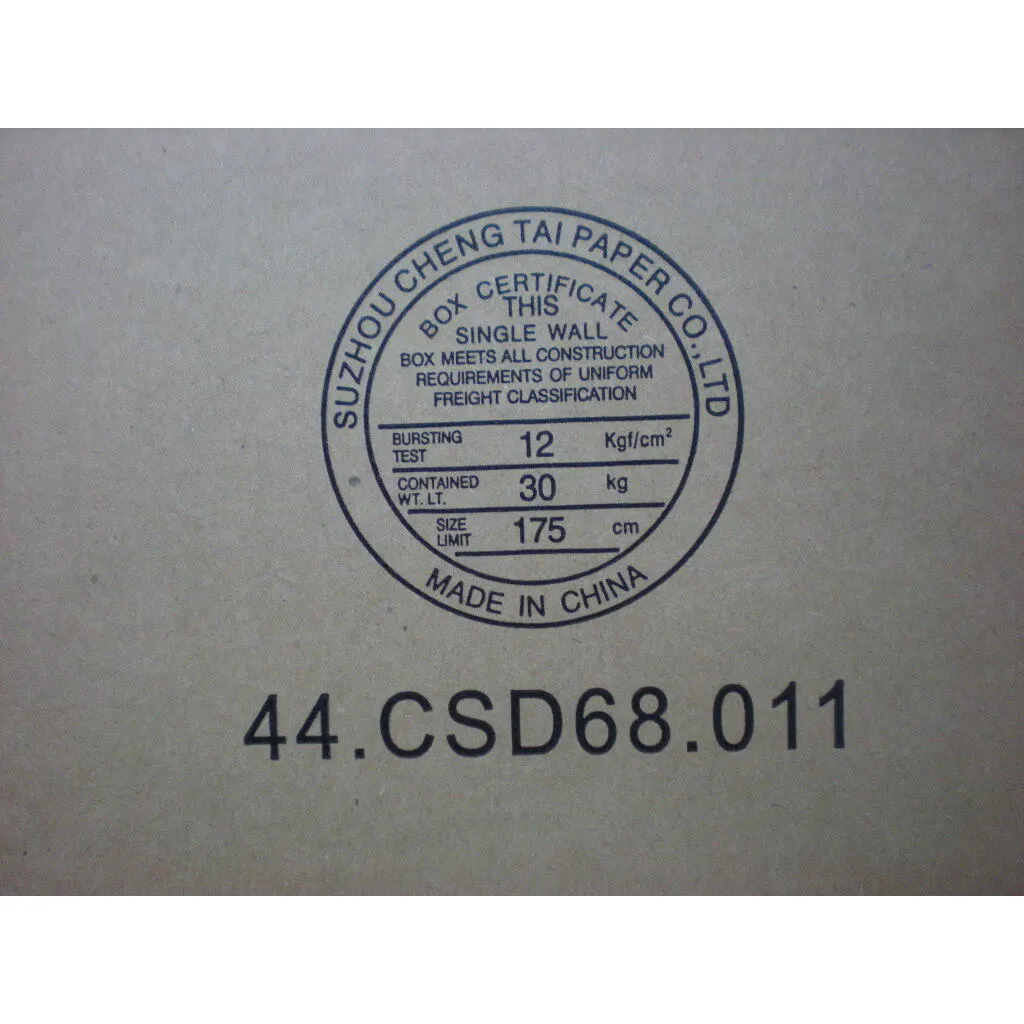 SUZHOU CHENG TAI PAPER CO.,LTD
BOX CERTIFICATE
THIS
SINGLE WALL
BOX MEETS ALL CONSTRUCTION
REQUIREMENTS OF UNIFORM
FREIGHT CLASSIFICATION
BURSTING TEST 12 Kgf/cm²
CONTAINED WT. LT. 30 kg
SIZE LIMIT 175 cm
MADE IN CHINA
44.CSD68.011